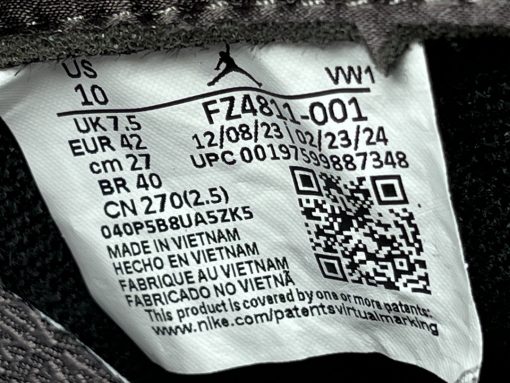 US VW1
10 FZ4811-001
UK 7.5 12/08/23 | 02/23/24
EUR 42 UPC 00197599887348
cm 27
BR 40
CN 270(2.5)
040P5B8UA5ZK5
MADE IN VIETNAM
HECHO EN VIETNAM
FABRIQUE AU VIETNAM
FABRICADO NO VIETNÃ
This product is covered by one or more patents:
www.nike.com/patentsvirtualmarking